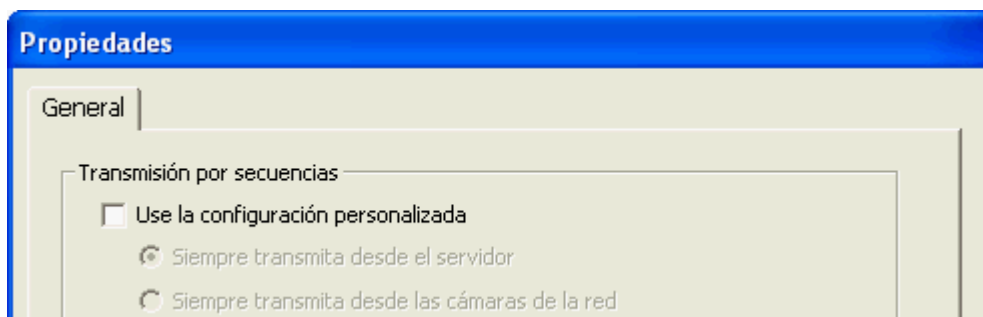 Propiedades
General
Transmisión por secuencias
Use la configuración personalizada
Siempre transmita desde el servidor
Siempre transmita desde las cámaras de la red